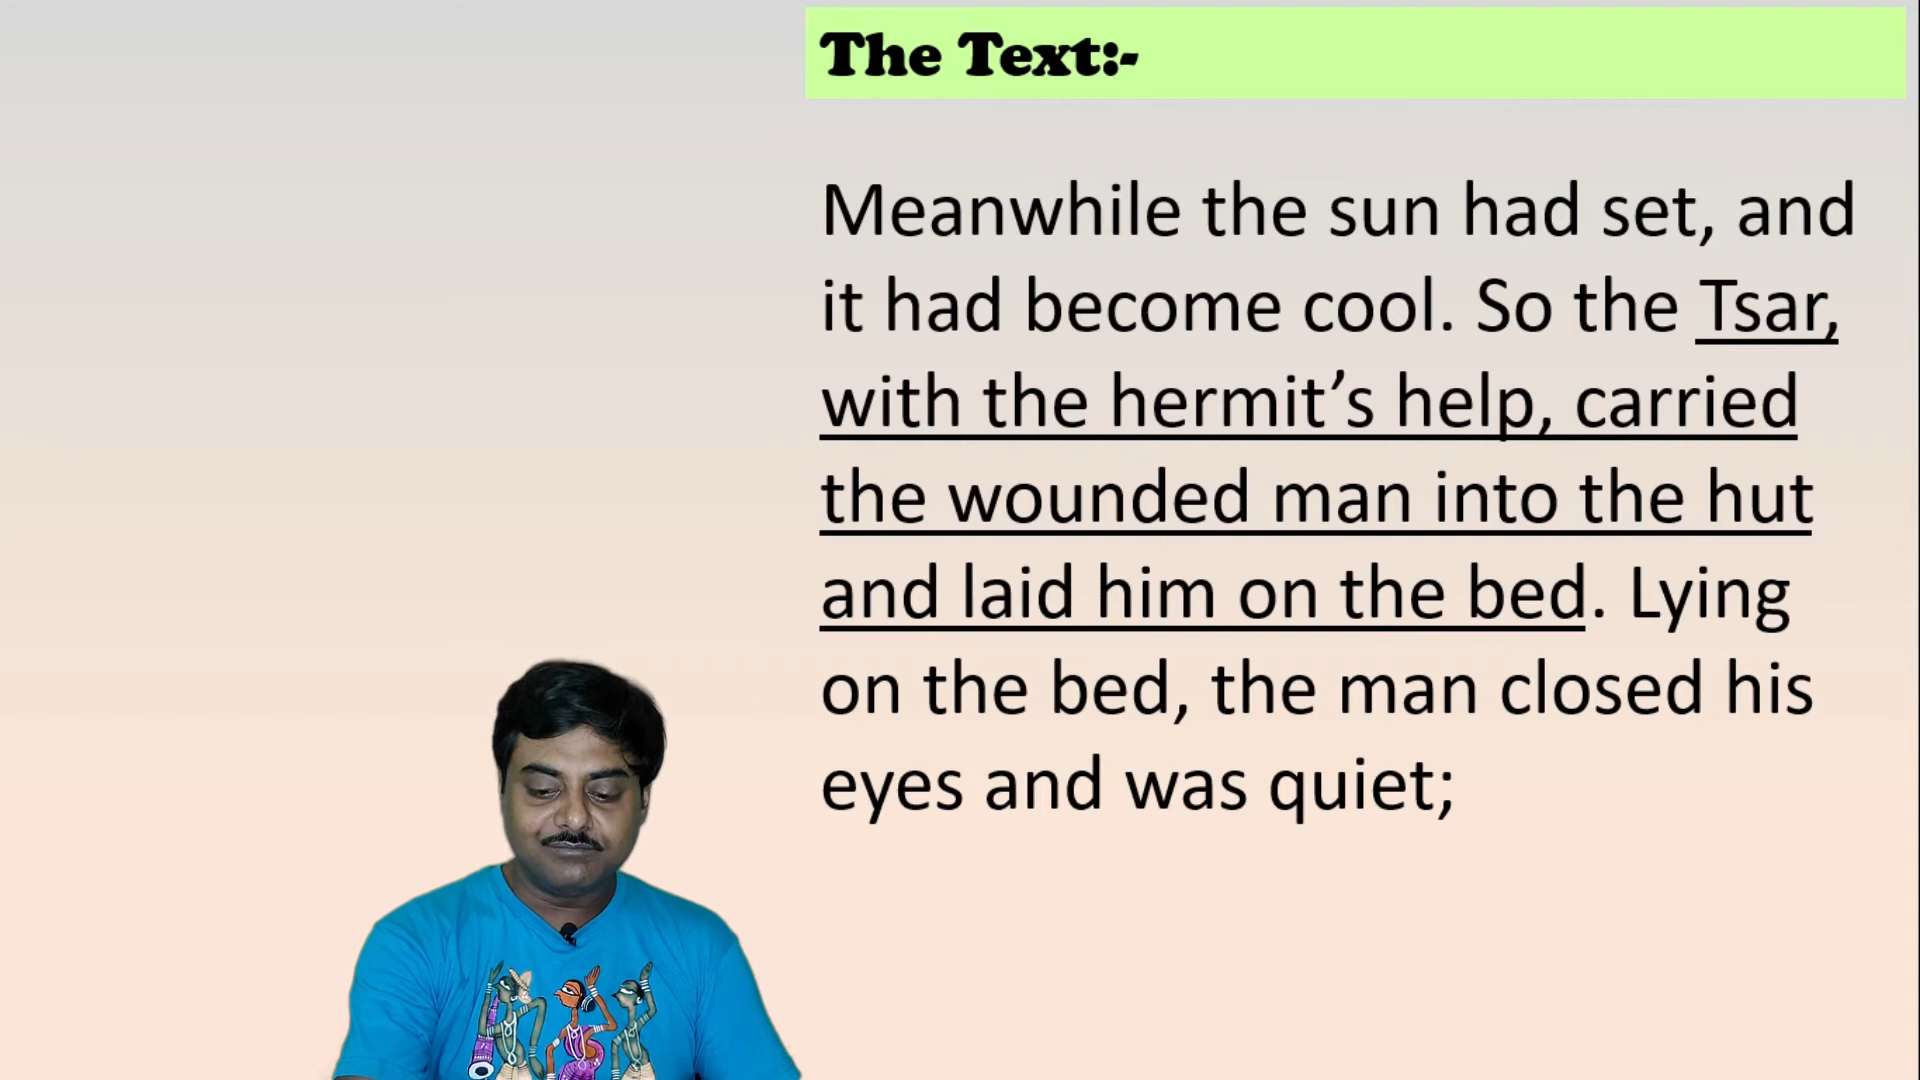 The Text:-
Meanwhile the sun had set, and
it had become cool. So the Tsar,
with the hermit’s help, carried
the wounded man into the hut
and laid him on the bed. Lying
on the bed, the man closed his
eyes and was quiet;